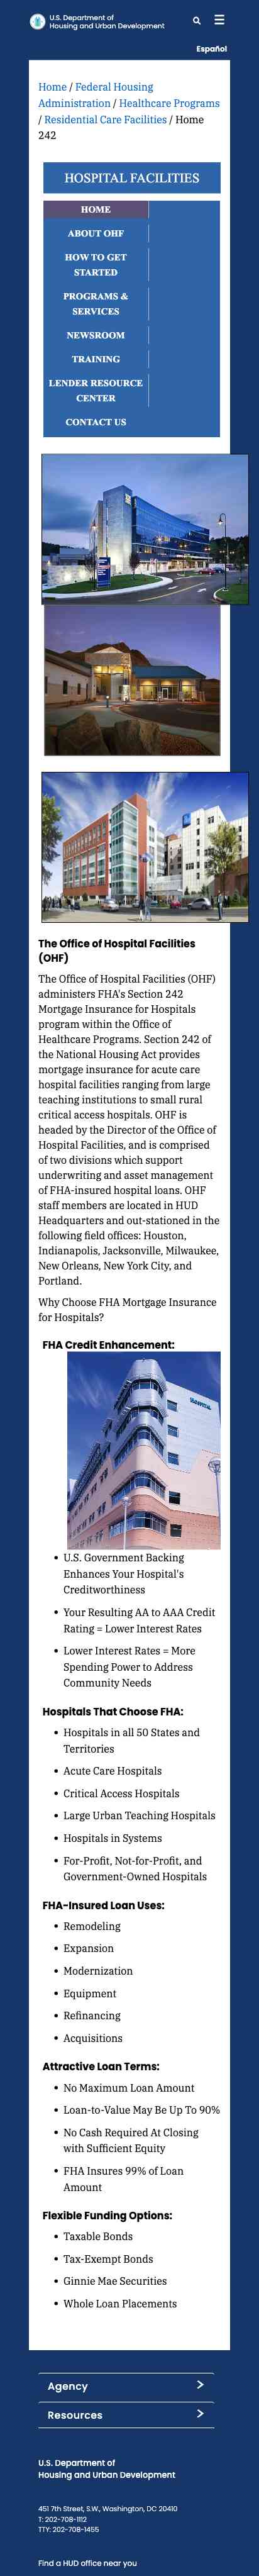 U.S. Department of
Housing and Urban Development
Español
Home / Federal Housing
Administration / Healthcare Programs
/ Residential Care Facilities / Home
242
HOSPITAL FACILITIES
HOME
ABOUT OHF
HOW TO GET
STARTED
PROGRAMS &
SERVICES
NEWSROOM
TRAINING
LENDER RESOURCE
CENTER
CONTACT US
The Office of Hospital Facilities
(OHF)
The Office of Hospital Facilities (OHF)
administers FHA's Section 242
Mortgage Insurance for Hospitals
program within the Office of
Healthcare Programs. Section 242 of
the National Housing Act provides
mortgage insurance for acute care
hospital facilities ranging from large
teaching institutions to small rural
critical access hospitals. OHF is
headed by the Director of the Office of
Hospital Facilities, and is comprised
of two divisions which support
underwriting and asset management
of FHA-insured hospital loans. OHF
staff members are located in HUD
Headquarters and out-stationed in the
following field offices: Houston,
Indianapolis, Jacksonville, Milwaukee,
New Orleans, New York City, and
Portland.
Why Choose FHA Mortgage Insurance
for Hospitals?
FHA Credit Enhancement:
• U.S. Government Backing
Enhances Your Hospital's
Creditworthiness
• Your Resulting AA to AAA Credit
Rating = Lower Interest Rates
• Lower Interest Rates = More
Spending Power to Address
Community Needs
Hospitals That Choose FHA:
• Hospitals in all 50 States and
Territories
• Acute Care Hospitals
• Critical Access Hospitals
• Large Urban Teaching Hospitals
• Hospitals in Systems
• For-Profit, Not-for-Profit, and
Government-Owned Hospitals
FHA-Insured Loan Uses:
• Remodeling
• Expansion
• Modernization
• Equipment
• Refinancing
• Acquisitions
Attractive Loan Terms:
• No Maximum Loan Amount
• Loan-to-Value May Be Up To 90%
• No Cash Required At Closing
with Sufficient Equity
• FHA Insures 99% of Loan
Amount
Flexible Funding Options:
• Taxable Bonds
• Tax-Exempt Bonds
• Ginnie Mae Securities
• Whole Loan Placements
Agency
Resources
U.S. Department of
Housing and Urban Development
451 7th Street, S.W., Washington, DC 20410
T: 202-708-1112
TTY: 202-708-1455
Find a HUD office near you